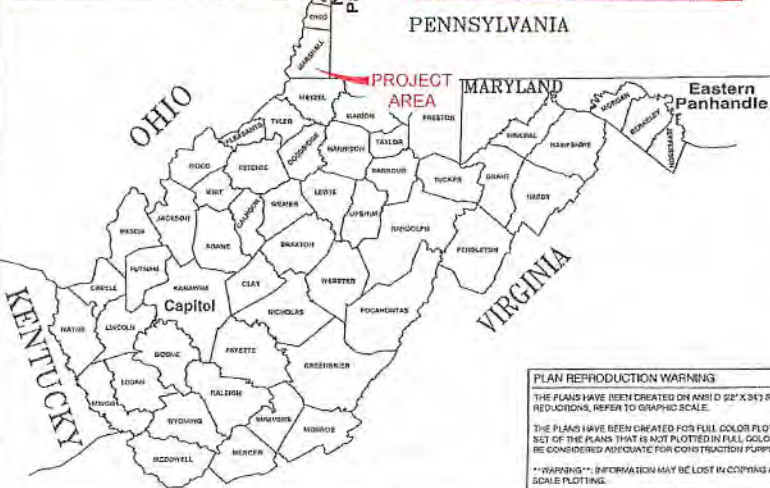 PENNSYLVANIA
OHIO
MARSHALL
PROJECT
AREA
MARYLAND
Eastern
Panhandle
OHIO
WETZEL
MARION
PRESTON
MORGAN
BERKELEY
TYLER
PLEASANTS
DODDRIDGE
HARRISON
TAYLOR
MINERAL
HAMPSHIRE
WOOD
RITCHIE
BARBOUR
TUCKER
GRANT
HARDY
WIRT
LEWIS
GILMER
CALHOUN
UPSHUR
RANDOLPH
JACKSON
MASON
ROANE
BRAXTON
PENDLETON
PUTNAM
WEBSTER
CABELL
KANAWHA
CLAY
Capitol
NICHOLAS
POCAHONTAS
VIRGINIA
KENTUCKY
WAYNE
LINCOLN
BOONE
FAYETTE
GREENBRIER
LOGAN
RALEIGH
MINGO
WYOMING
SUMMERS
MONROE
MERCER
MCDOWELL
PLAN REPRODUCTION WARNING
THE PLANS HAVE BEEN CREATED ON ANSI D (22" X 34") S
REDUCTIONS, REFER TO GRAPHIC SCALE.
THE PLANS HAVE BEEN CREATED FOR FULL COLOR PLOT
SET OF THE PLANS THAT IS NOT PLOTTED IN FULL COLO
BE CONSIDERED ADEQUATE FOR CONSTRUCTION PURP
**WARNING**: INFORMATION MAY BE LOST IN COPYING A
SCALE PLOTTING.